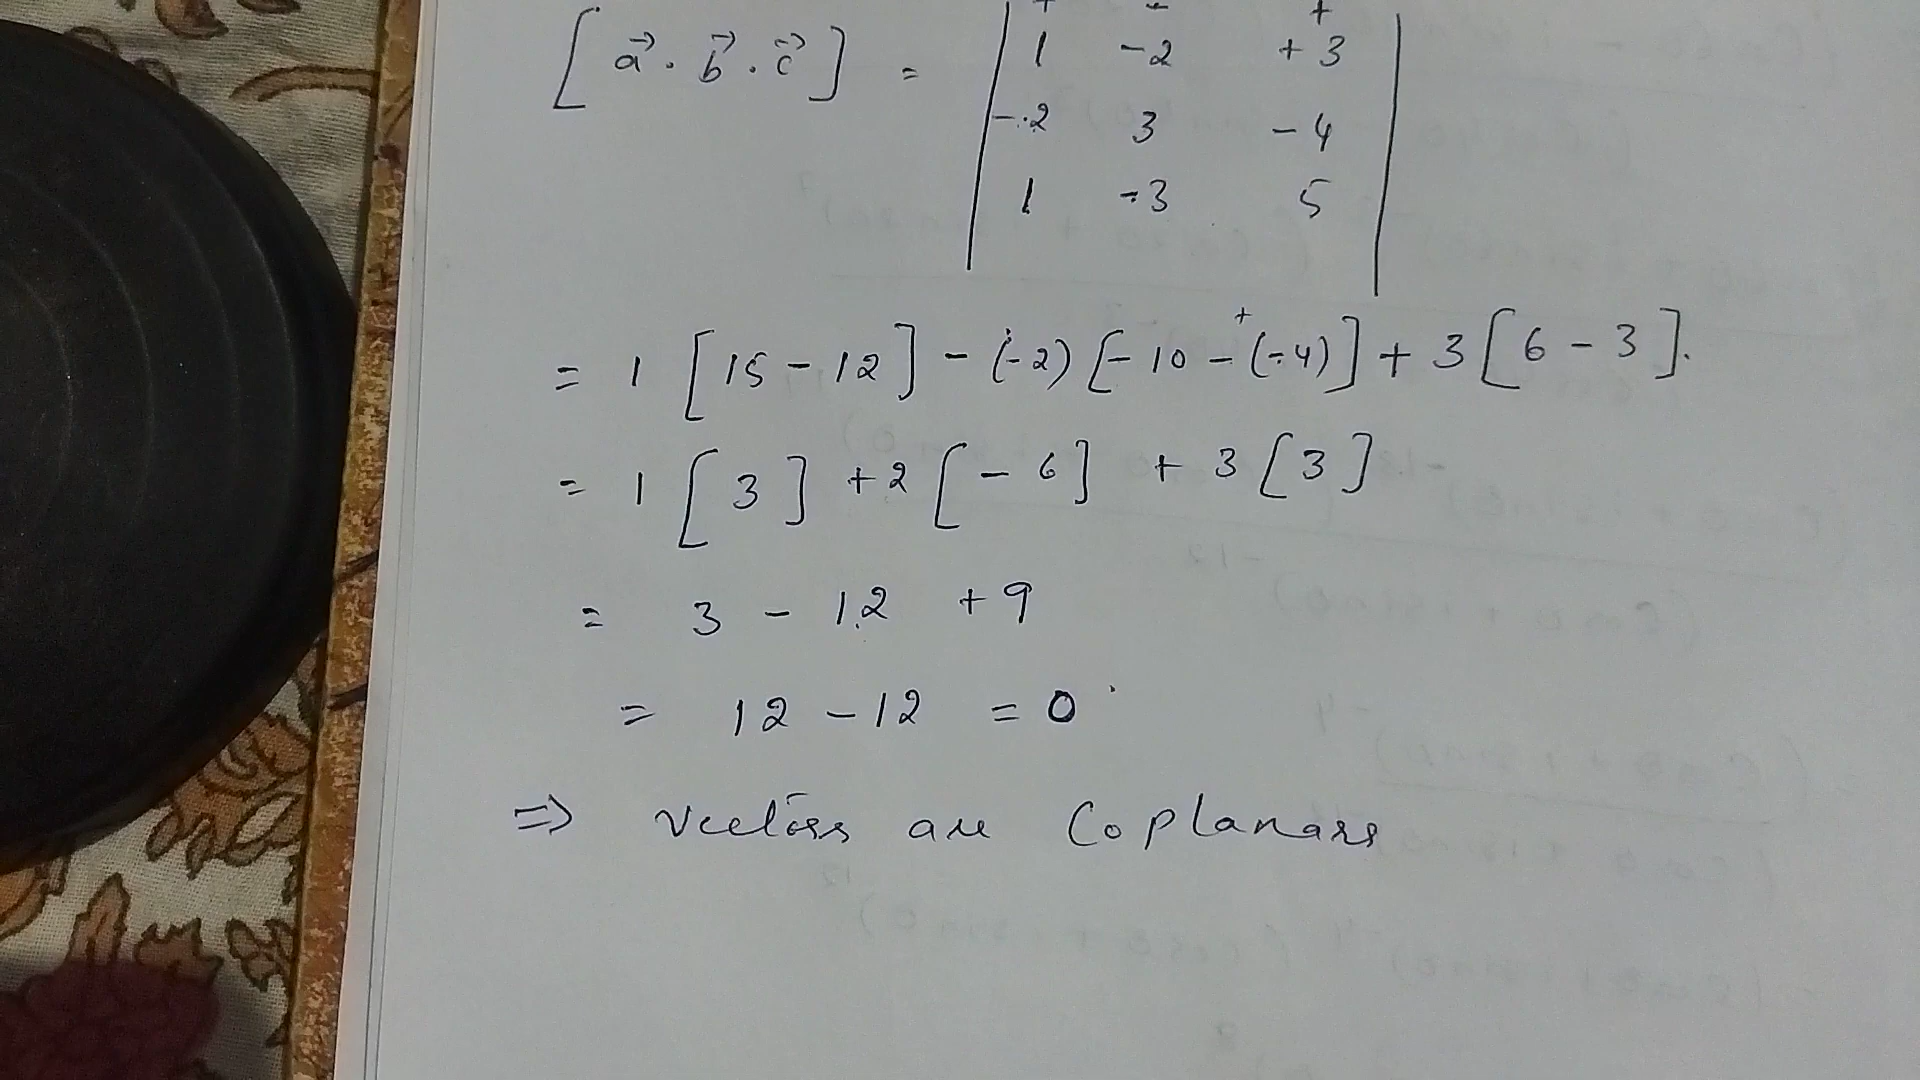 + - +
[ a⃗ . b⃗ . c⃗ ] = | 1 -2 +3 |
| -2 3 -4 |
| 1 -3 5 |
= 1 [ 15 - 12 ] - (-2) [ -10 - (-4) ] + 3 [ 6 - 3 ].
= 1 [ 3 ] +2 [ - 6 ] + 3 [ 3 ]
= 3 - 12 + 9
= 12 - 12 = 0
⇒ vectors are Coplanars